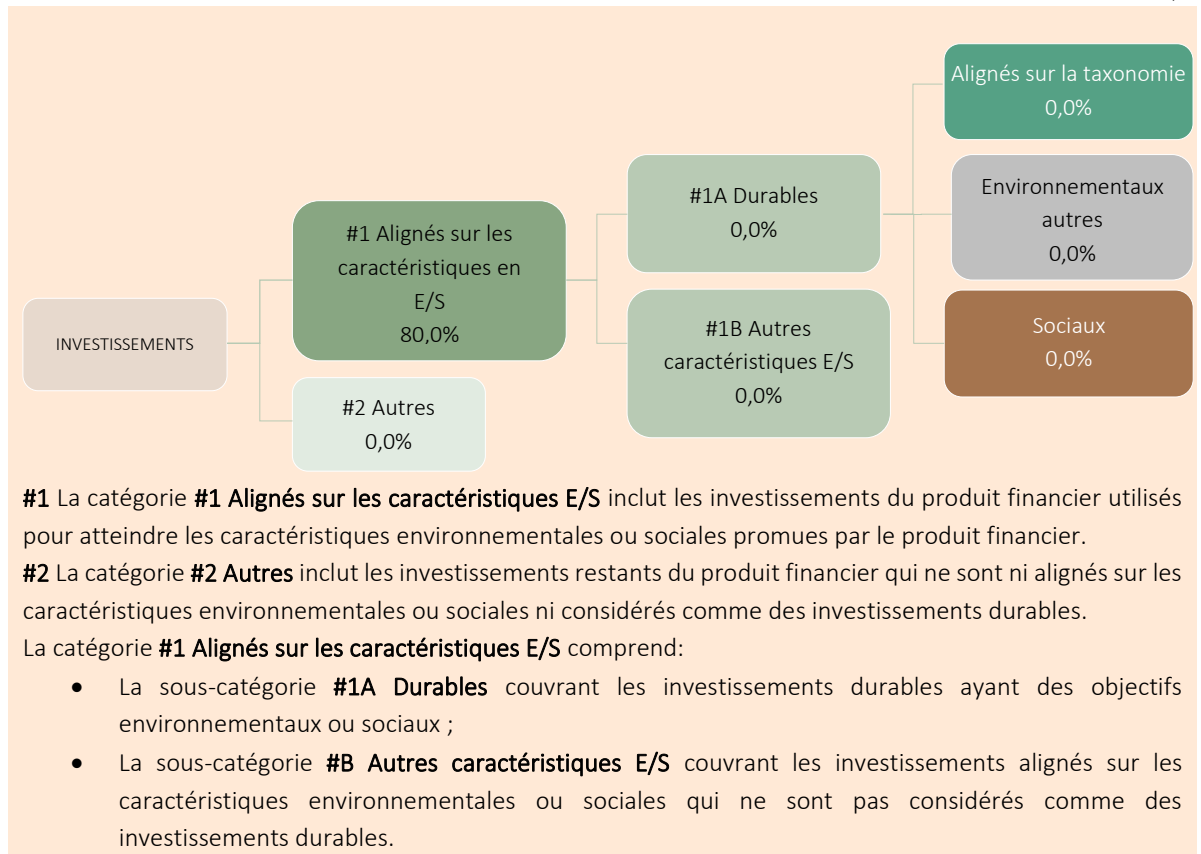 INVESTISSEMENTS
#1 Alignés sur les
caractéristiques en
E/S
80,0%
#2 Autres
0,0%
#1A Durables
0,0%
#1B Autres
caractéristiques E/S
0,0%
Alignés sur la taxonomie
0,0%
Environnementaux
autres
0,0%
Sociaux
0,0%
#1 La catégorie #1 Alignés sur les caractéristiques E/S inclut les investissements du produit financier utilisés
pour atteindre les caractéristiques environnementales ou sociales promues par le produit financier.
#2 La catégorie #2 Autres inclut les investissements restants du produit financier qui ne sont ni alignés sur les
caractéristiques environnementales ou sociales ni considérés comme des investissements durables.
La catégorie #1 Alignés sur les caractéristiques E/S comprend:
• La sous-catégorie #1A Durables couvrant les investissements durables ayant des objectifs
environnementaux ou sociaux ;
• La sous-catégorie #B Autres caractéristiques E/S couvrant les investissements alignés sur les
caractéristiques environnementales ou sociales qui ne sont pas considérés comme des
investissements durables.